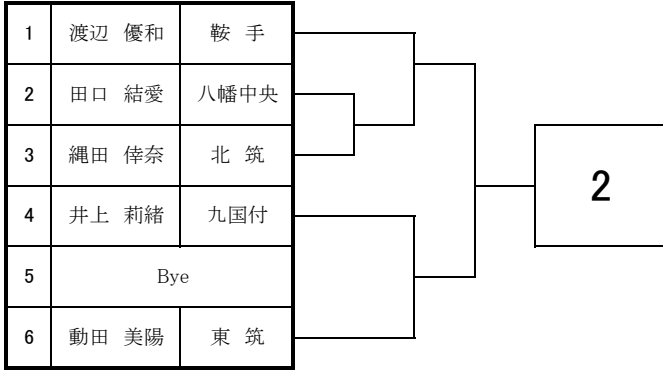 1 渡辺 優和 鞍 手
2 田口 結愛 八幡中央
3 縄田 倖奈 北 筑
4 井上 莉緒 九国付
5 Bye
6 動田 美陽 東 筑
2